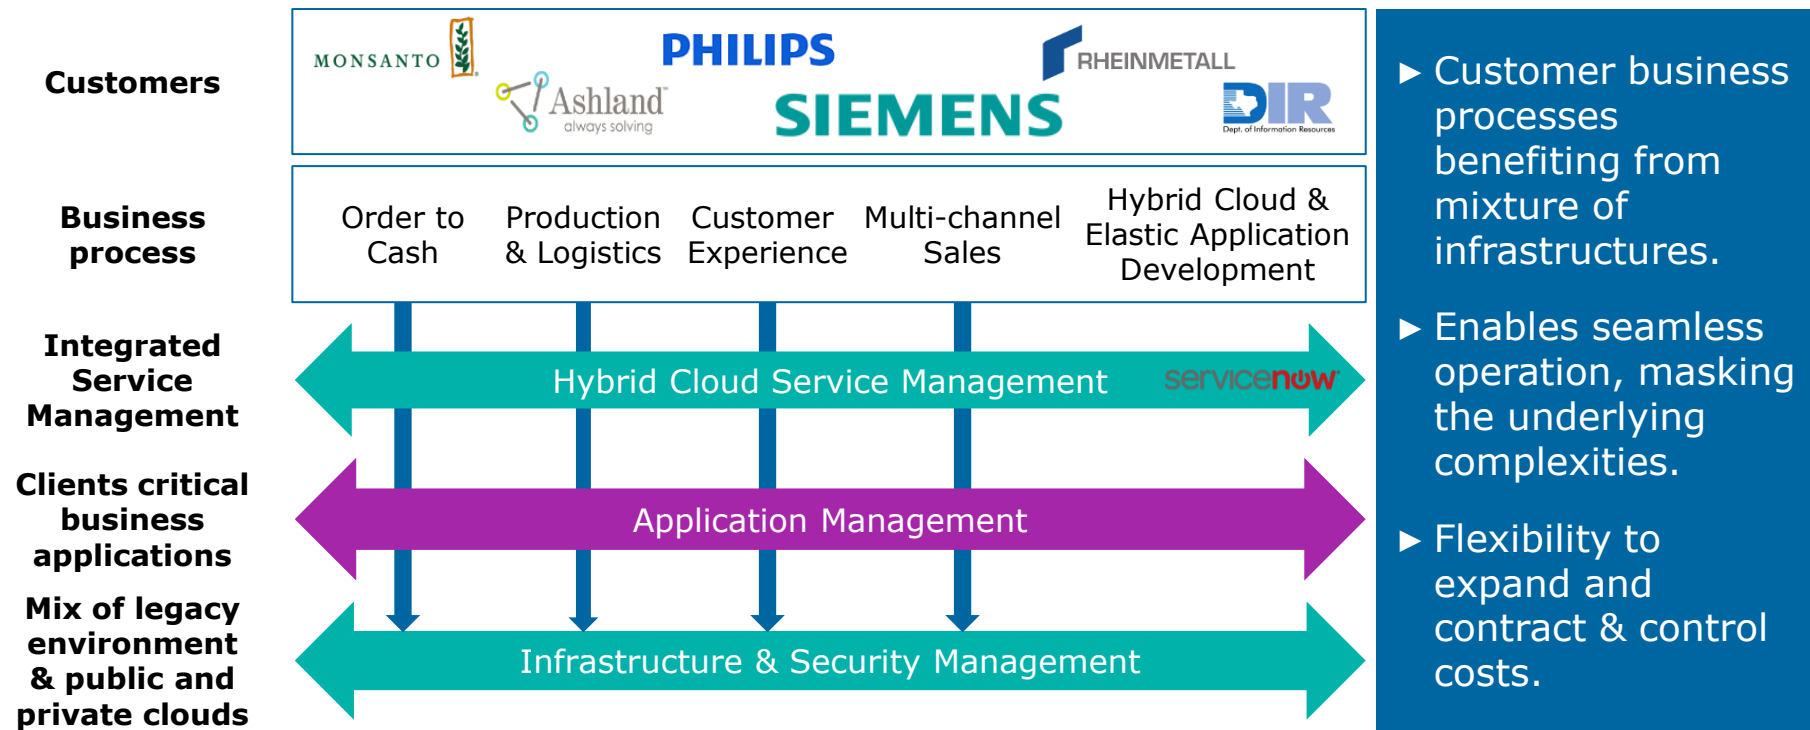 Customers
MONSANTO
Ashland™
always solving
PHILIPS
SIEMENS
RHEINMETALL
DIR
Dept. of Information Resources
Business
process
Order to
Cash
Production
& Logistics
Customer
Experience
Multi-channel
Sales
Hybrid Cloud &
Elastic Application
Development
Integrated
Service
Management
Hybrid Cloud Service Management
servicenow
Clients critical
business
applications
Application Management
Mix of legacy
environment
& public and
private clouds
Infrastructure & Security Management
► Customer business
processes
benefiting from
mixture of
infrastructures.
► Enables seamless
operation, masking
the underlying
complexities.
► Flexibility to
expand and
contract & control
costs.